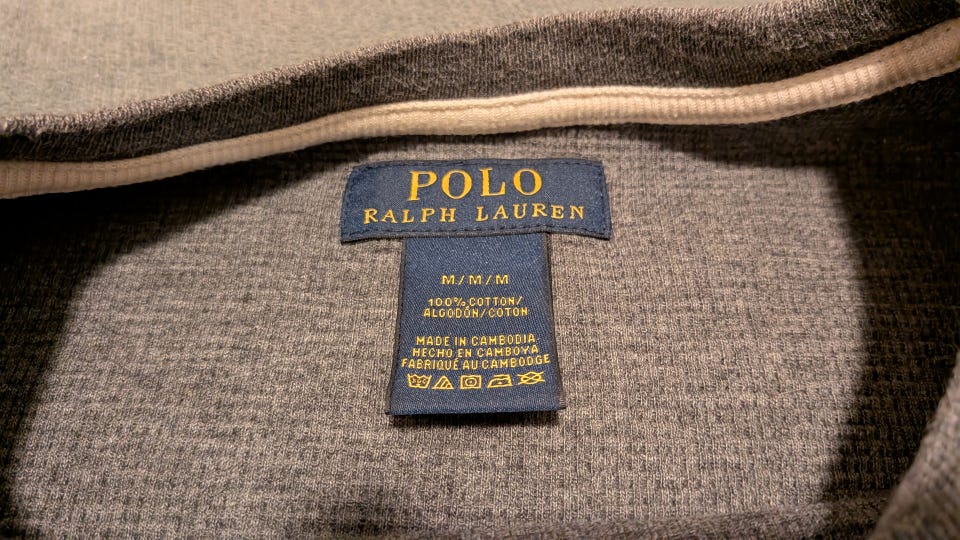 POLO
RALPH LAUREN
M/M/M
100% COTTON/
ALGODÓN/COTON
MADE IN CAMBODIA
HECHO EN CAMBOYA
FABRIQUÉ AU CAMBODGE